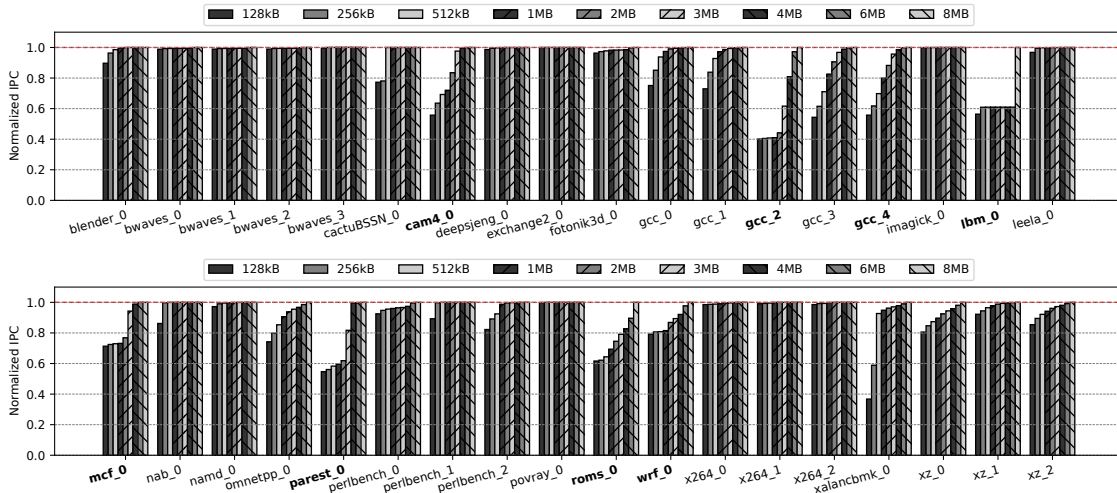 128kB 256kB 512kB 1MB 2MB 3MB 4MB 6MB 8MB
Normalized IPC
1.0
0.8
0.6
0.4
0.2
0.0
blender_0 bwaves_0 bwaves_1 bwaves_2 bwaves_3 cactuBSSN_0 cam4_0 deepsjeng_0 exchange2_0 fotonik3d_0 gcc_0 gcc_1 gcc_2 gcc_3 gcc_4 imagick_0 lbm_0 leela_0
128kB 256kB 512kB 1MB 2MB 3MB 4MB 6MB 8MB
Normalized IPC
1.0
0.8
0.6
0.4
0.2
0.0
mcf_0 nab_0 namd_0 omnetpp_0 parest_0 perlbench_0 perlbench_1 perlbench_2 povray_0 roms_0 wrf_0 x264_0 x264_1 x264_2 xalancbmk_0 xz_0 xz_1 xz_2